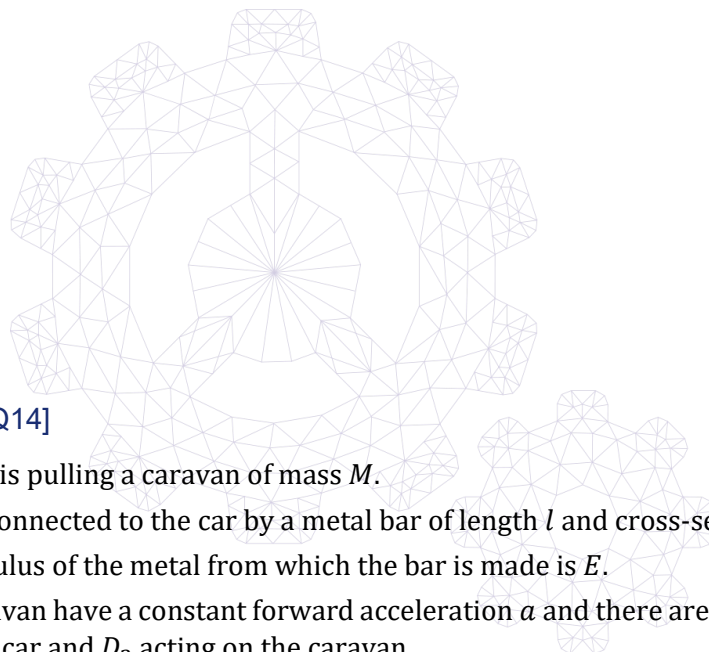 Q14]
is pulling a caravan of mass M.
connected to the car by a metal bar of length l and cross-se
ulus of the metal from which the bar is made is E.
avan have a constant forward acceleration a and there are
car and D₂ acting on the caravan